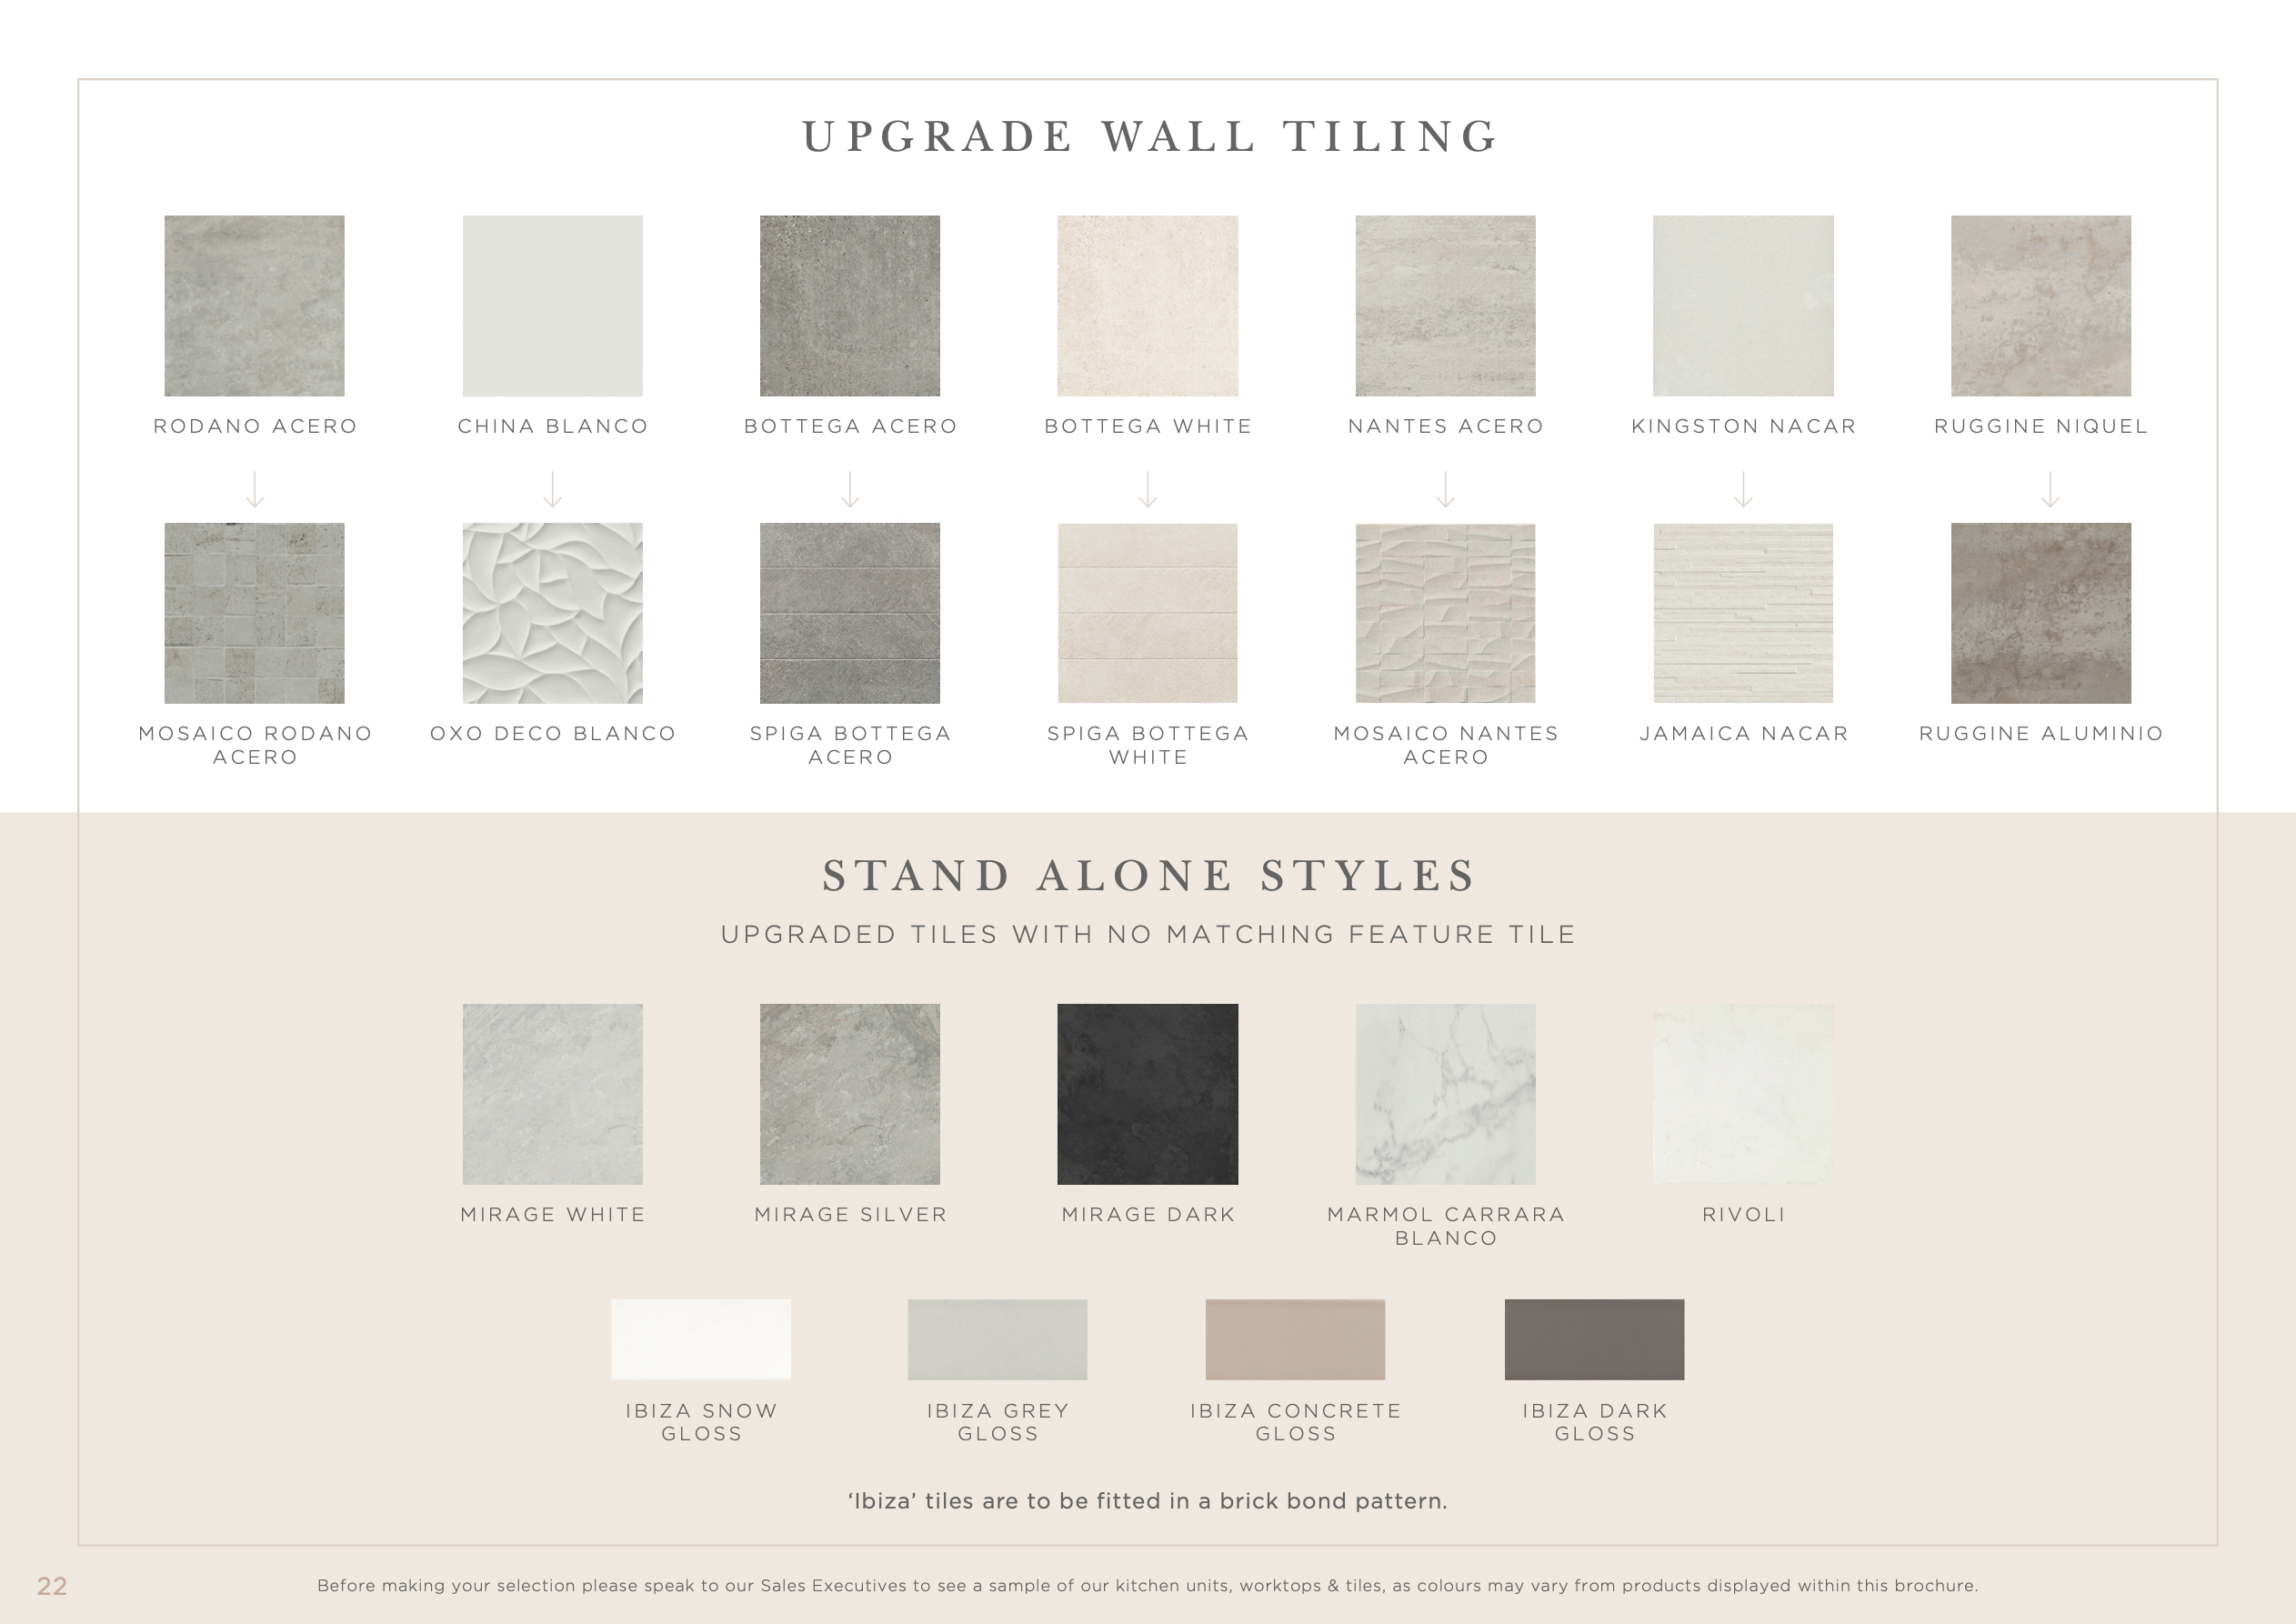 UPGRADE WALL TILING
RODANO ACERO
CHINA BLANCO
BOTTEGA ACERO
BOTTEGA WHITE
NANTES ACERO
KINGSTON NACAR
RUGGINE NIQUEL
MOSAICO RODANO
ACERO
OXO DECO BLANCO
SPIGA BOTTEGA
ACERO
SPIGA BOTTEGA
WHITE
MOSAICO NANTES
ACERO
JAMAICA NACAR
RUGGINE ALUMINIO
STAND ALONE STYLES
UPGRADED TILES WITH NO MATCHING FEATURE TILE
MIRAGE WHITE
MIRAGE SILVER
MIRAGE DARK
MARMOL CARRARA
BLANCO
RIVOLI
IBIZA SNOW
GLOSS
IBIZA GREY
GLOSS
IBIZA CONCRETE
GLOSS
IBIZA DARK
GLOSS
‘Ibiza’ tiles are to be fitted in a brick bond pattern.
22
Before making your selection please speak to our Sales Executives to see a sample of our kitchen units, worktops & tiles, as colours may vary from products displayed within this brochure.